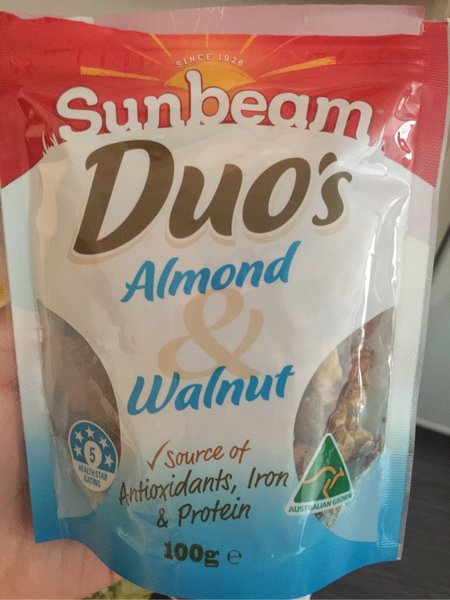 SINCE 1926
Sunbeam
Duo's
Almond
&
Walnut
✓ Source of
Antioxidants, Iron
& Protein
5
HEALTH STAR
RATING
AUSTRALIAN GROWN
100g e